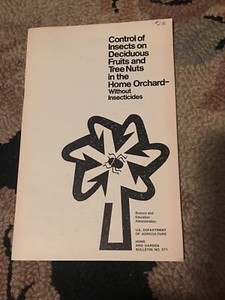 Control of
Insects on
Deciduous
Fruits and
Tree Nuts
in the
Home Orchard—
Without
Insecticides
Science and
Education
Administration
U.S. DEPARTMENT
OF AGRICULTURE
HOME
AND GARDEN
BULLETIN NO. 211